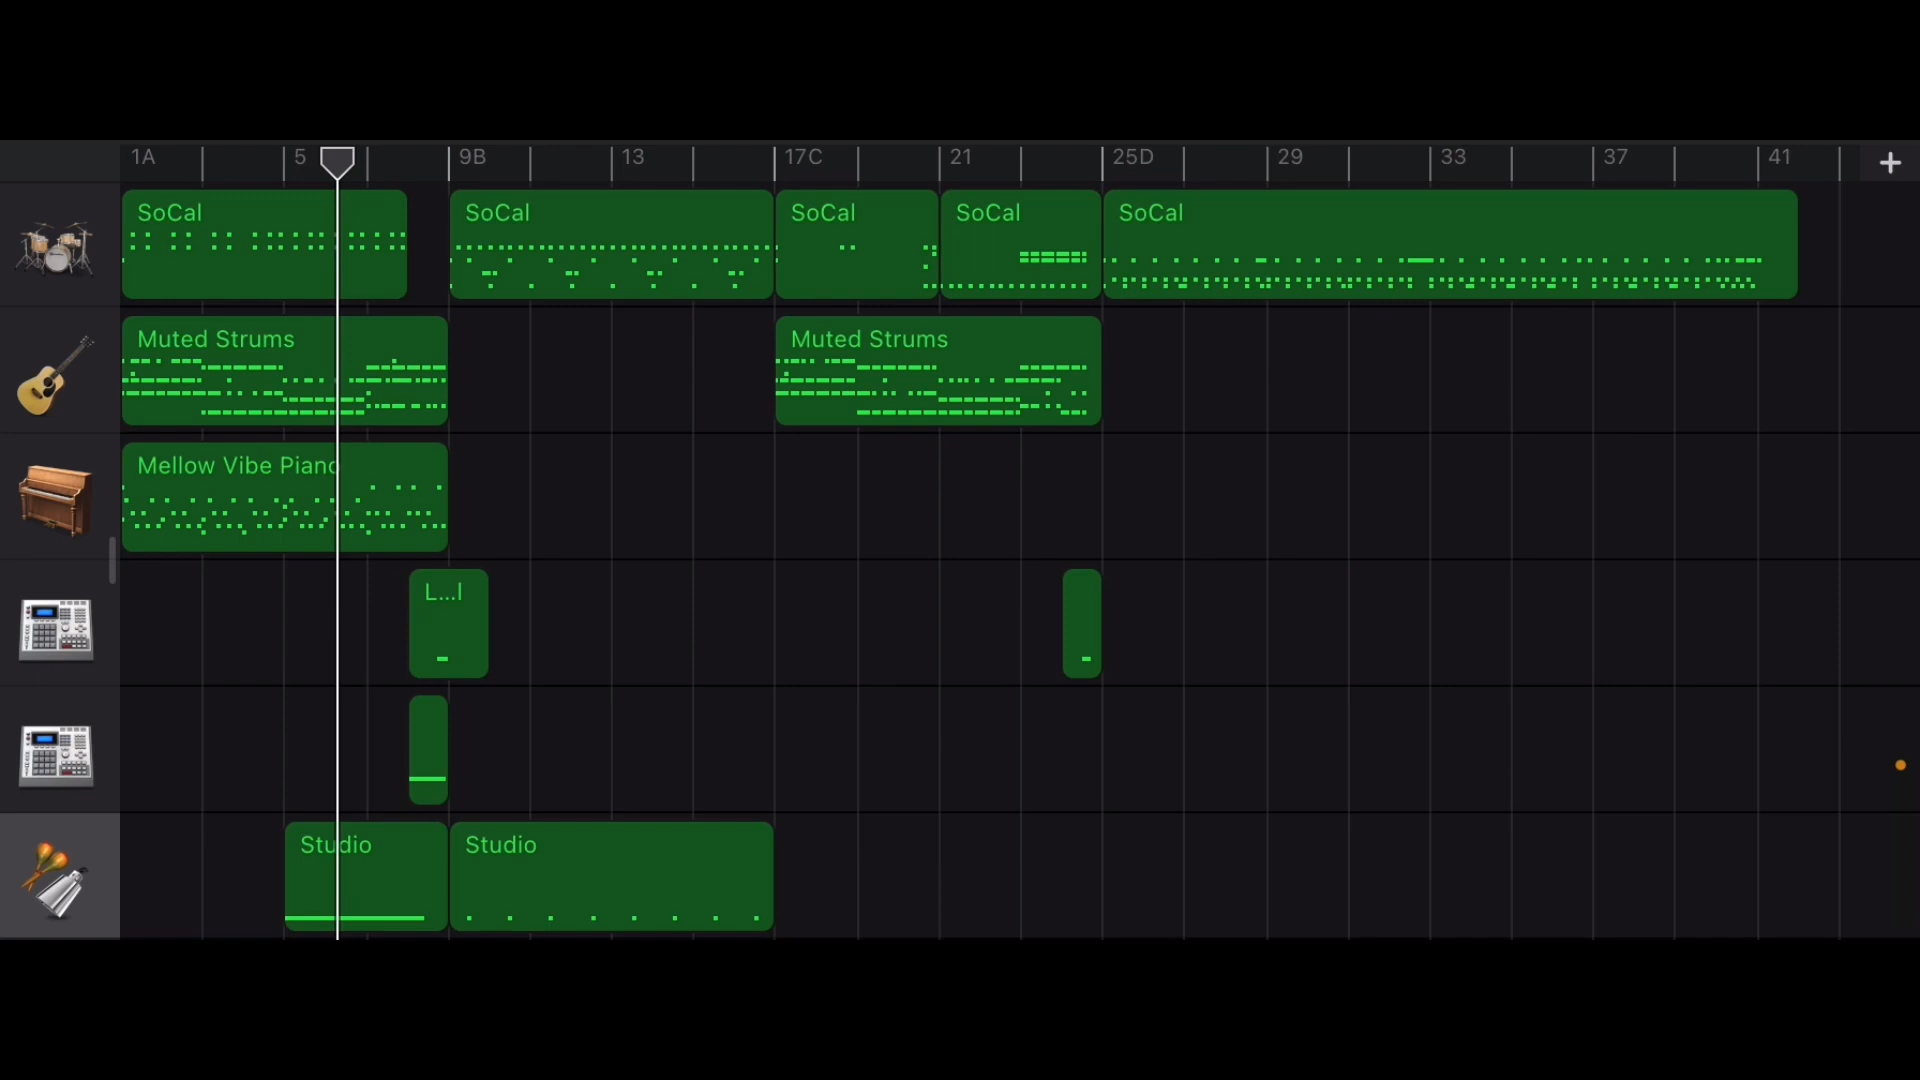 1A 5 9B 13 17C 21 25D 29 33 37 41 +
SoCal SoCal SoCal SoCal SoCal
Muted Strums Muted Strums
Mellow Vibe Piano
L...l
Studio Studio